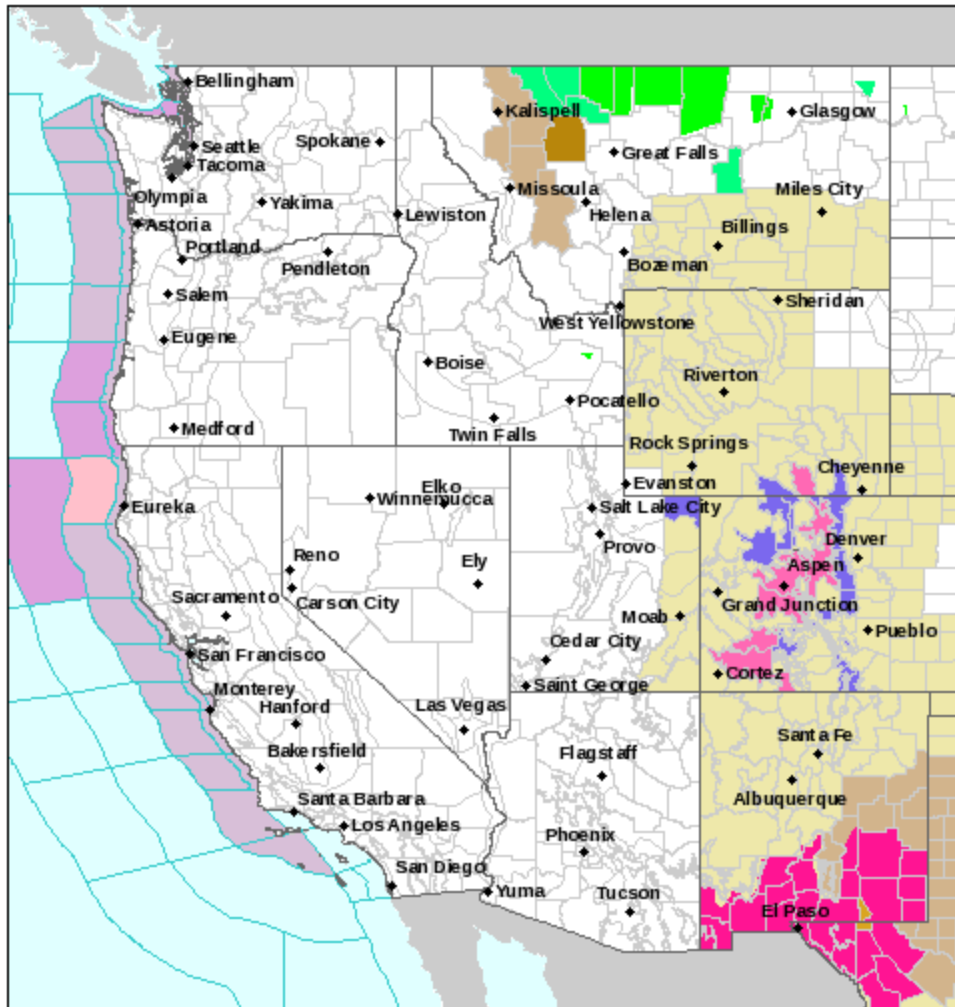 Bellingham
Kalispell
Glasgow
Seattle
Spokane
Great Falls
Tacoma
Missoula
Miles City
Olympia
Yakima
Lewiston
Helena
Astoria
Billings
Portland
Pendleton
Bozeman
Salem
Sheridan
West Yellowstone
Eugene
Boise
Riverton
Pocatello
Medford
Twin Falls
Rock Springs
Cheyenne
Elko
Evanston
Winnemucca
Eureka
Salt Lake City
Denver
Provo
Reno
Ely
Aspen
Sacramento
Carson City
Grand Junction
Moab
Pueblo
Cedar City
San Francisco
Cortez
Saint George
Monterey
Las Vegas
Hanford
Santa Fe
Bakersfield
Flagstaff
Santa Barbara
Albuquerque
Los Angeles
Phoenix
San Diego
Yuma
Tucson
El Paso